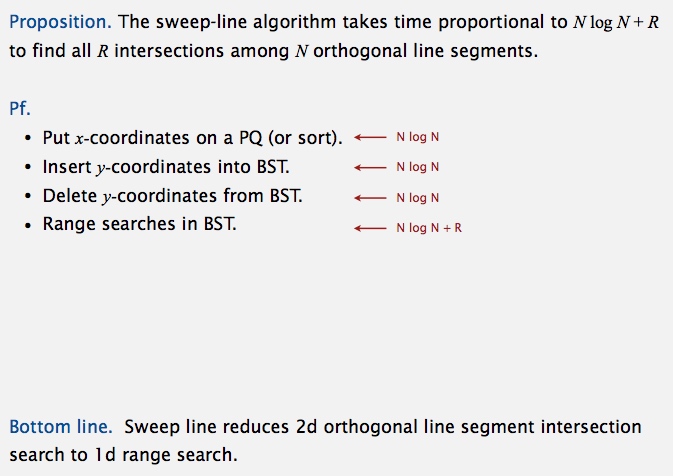 Proposition. The sweep-line algorithm takes time proportional to N log N + R
to find all R intersections among N orthogonal line segments.
Pf.
• Put x-coordinates on a PQ (or sort). ← N log N
• Insert y-coordinates into BST. ← N log N
• Delete y-coordinates from BST. ← N log N
• Range searches in BST. ← N log N + R
Bottom line. Sweep line reduces 2d orthogonal line segment intersection
search to 1d range search.